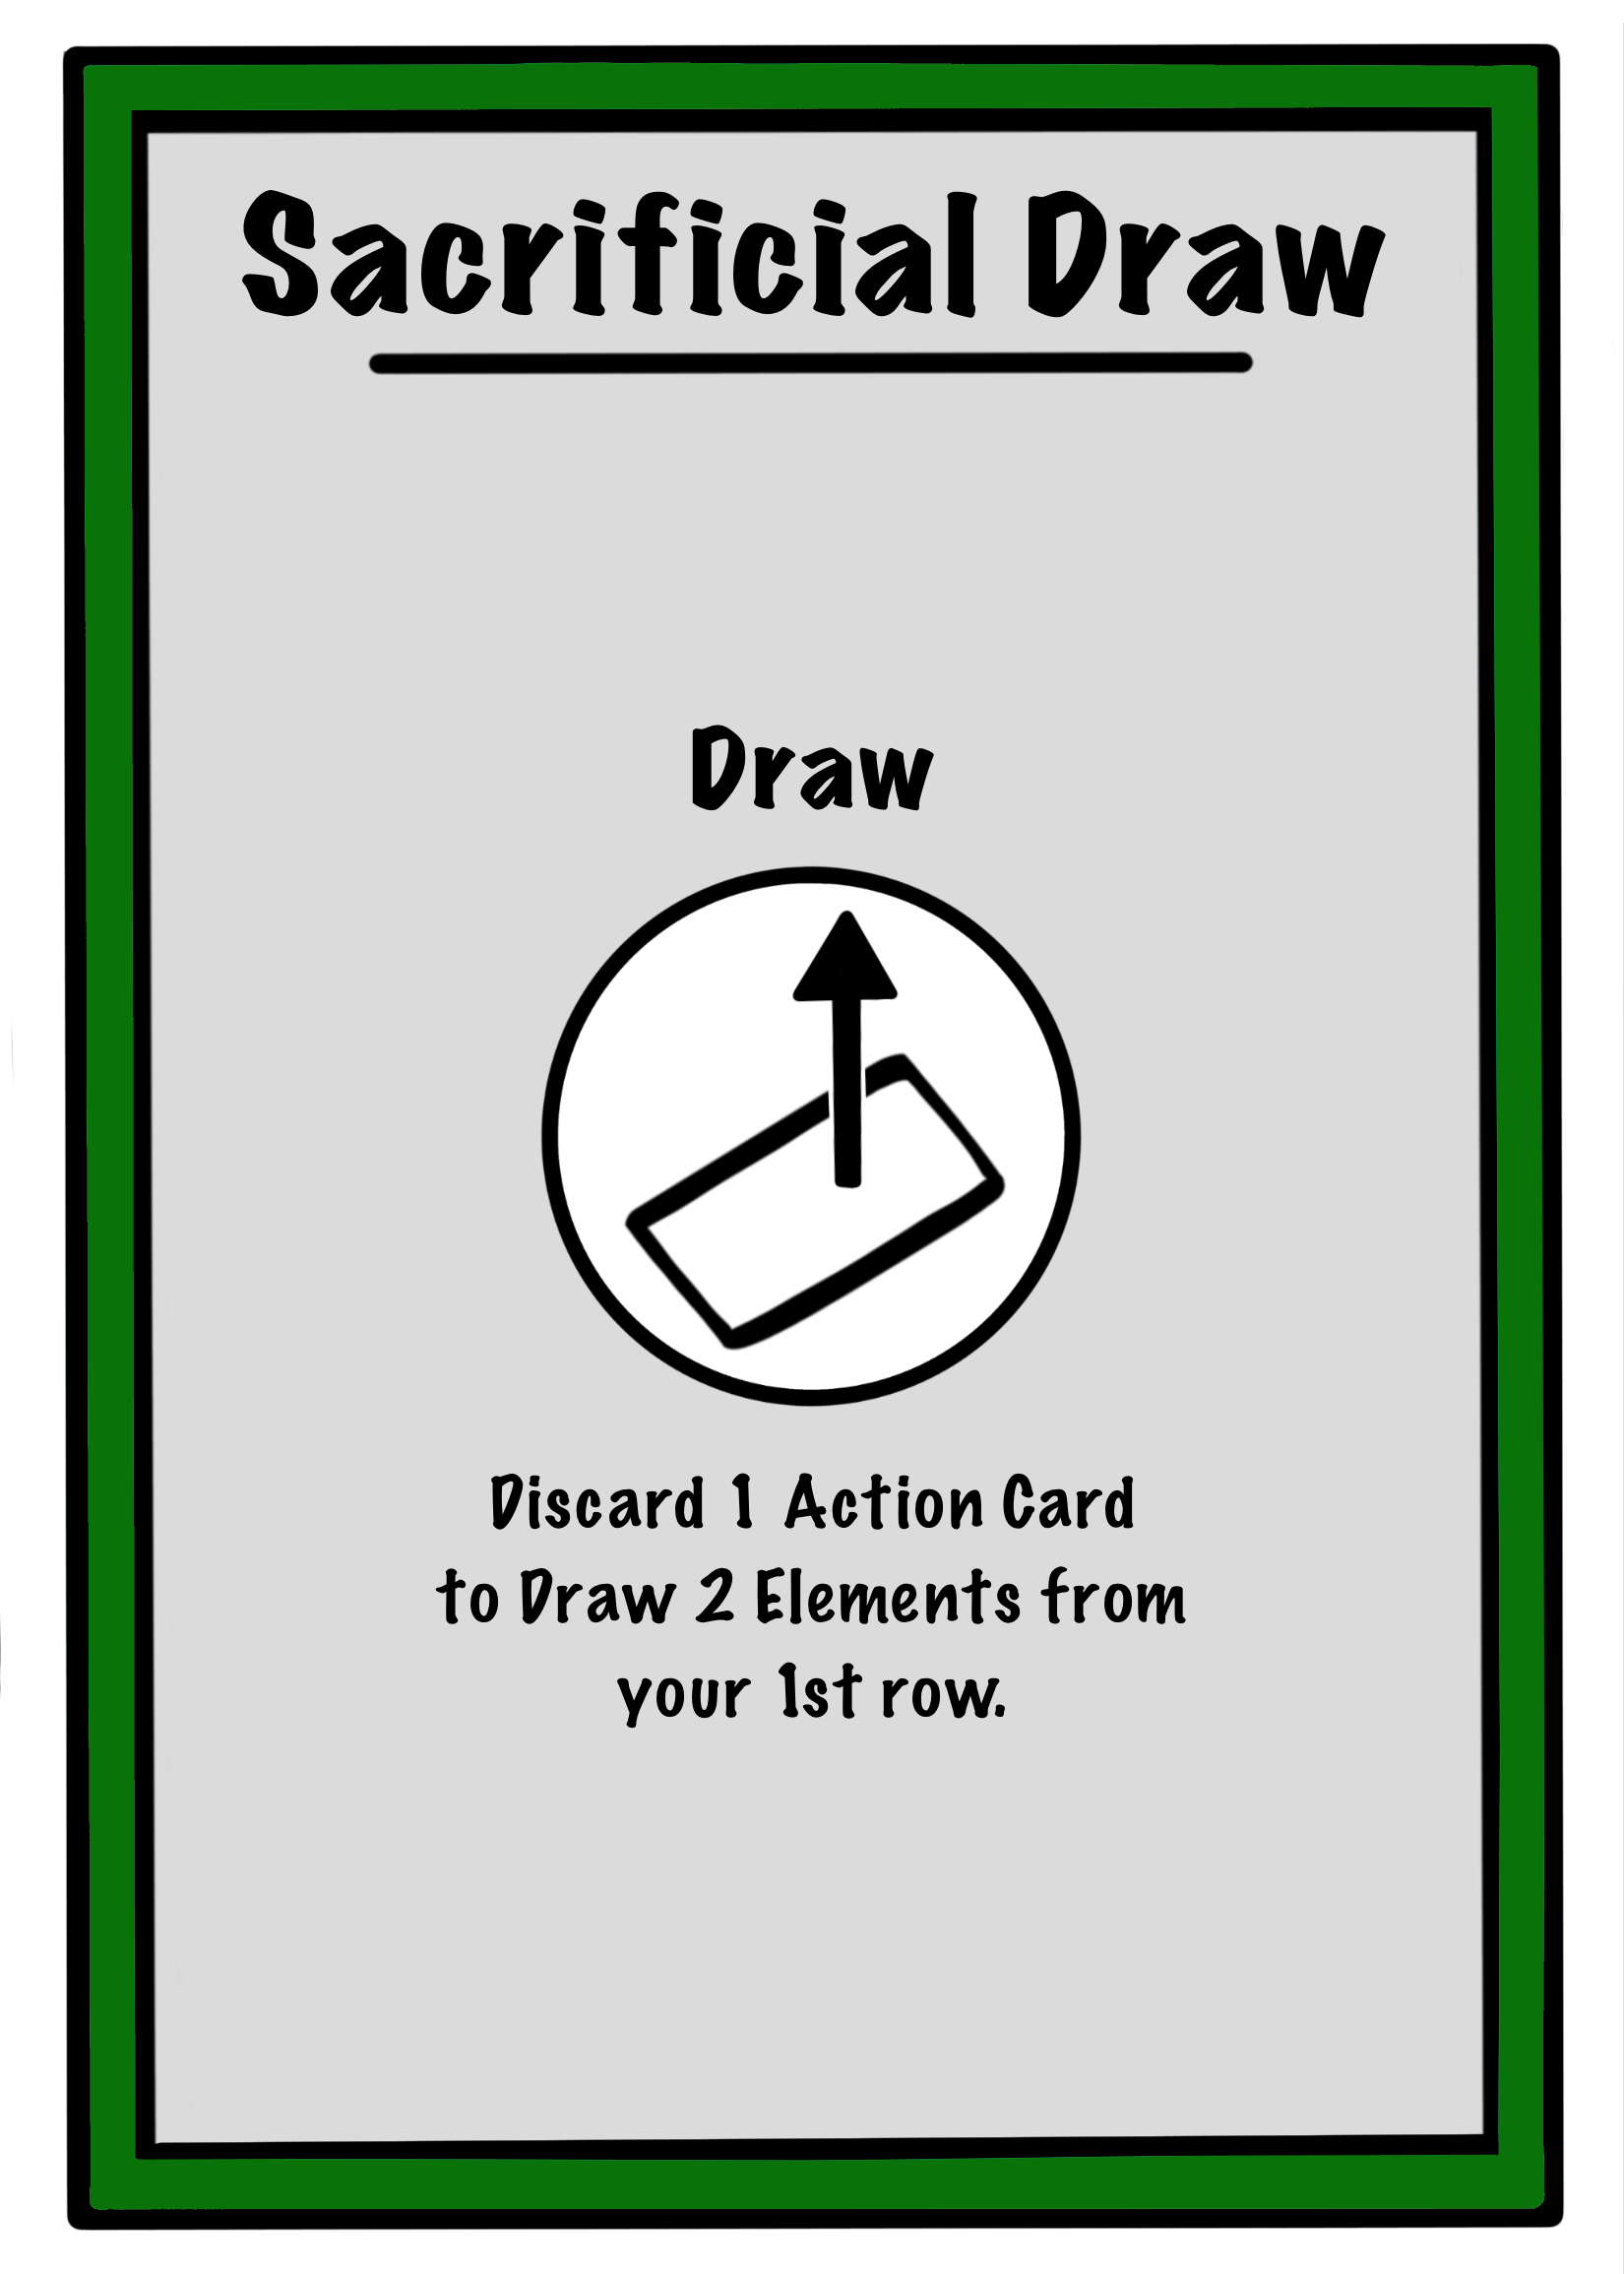 Sacrificial Draw
Draw
Discard 1 Action Card
to Draw 2 Elements from
your 1st row.